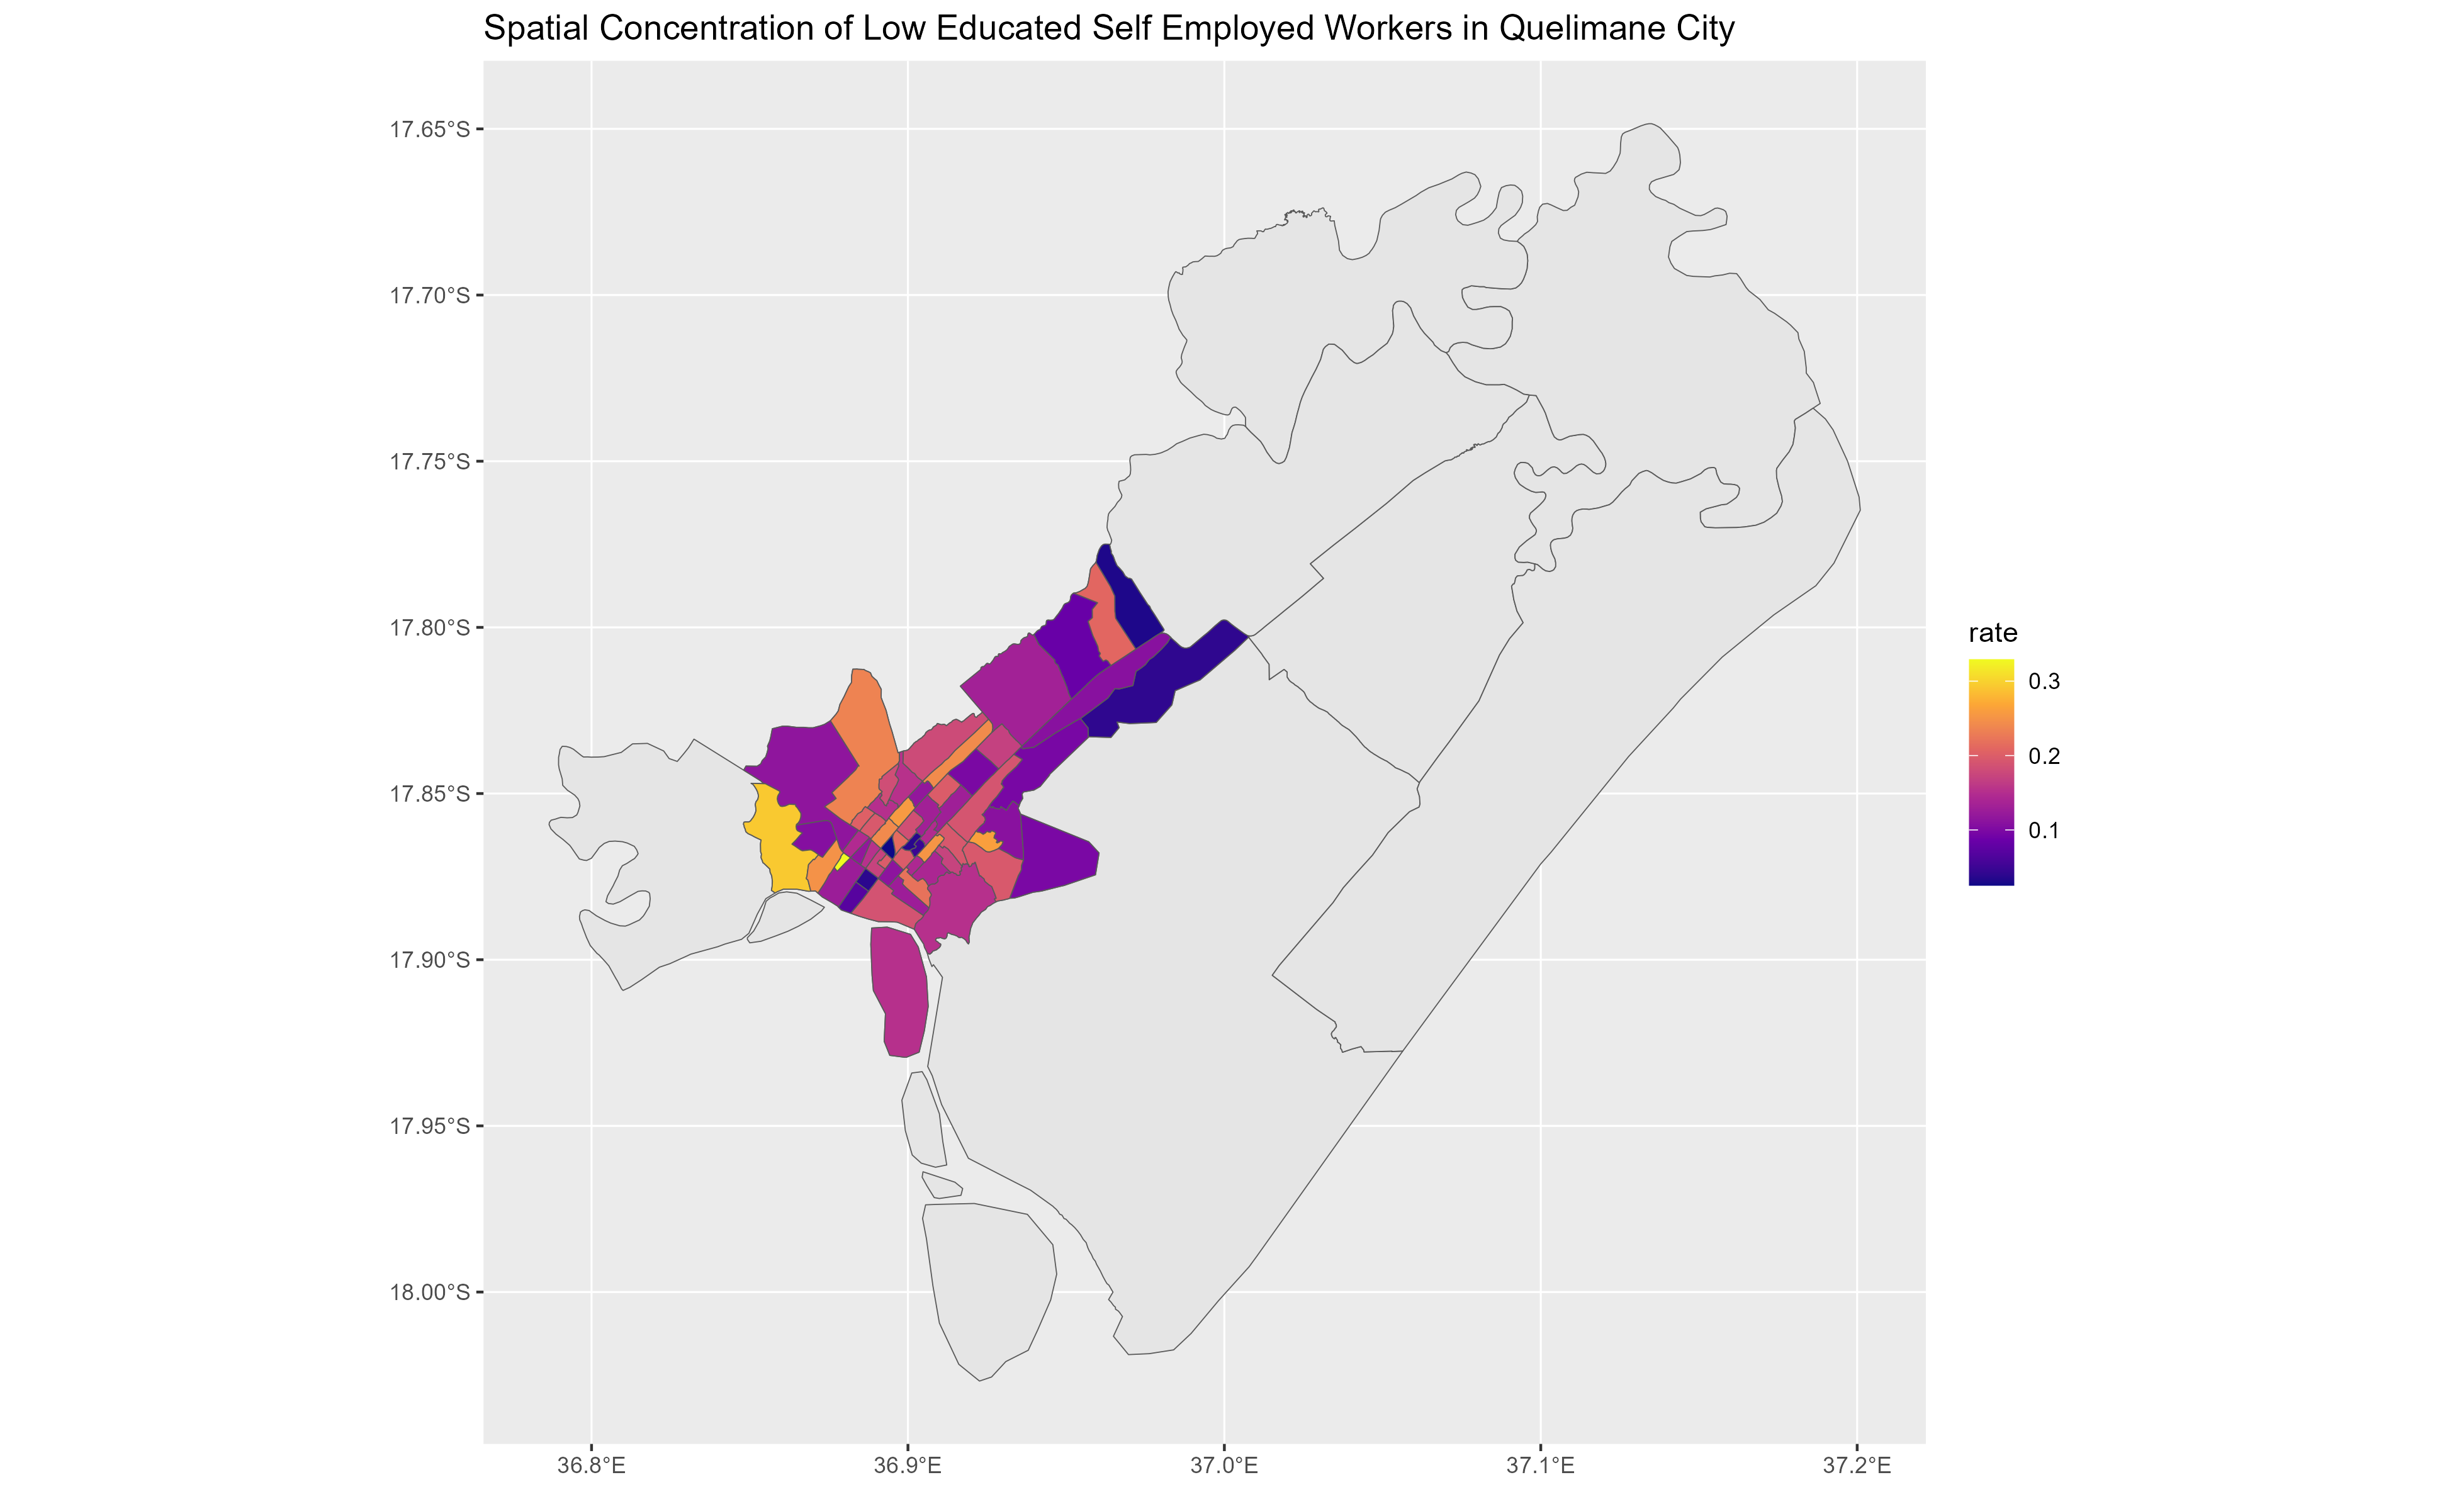 Spatial Concentration of Low Educated Self Employed Workers in Quelimane City
17.65°S
17.70°S
17.75°S
17.80°S
17.85°S
17.90°S
17.95°S
18.00°S
36.8°E
36.9°E
37.0°E
37.1°E
37.2°E
rate
0.3
0.2
0.1